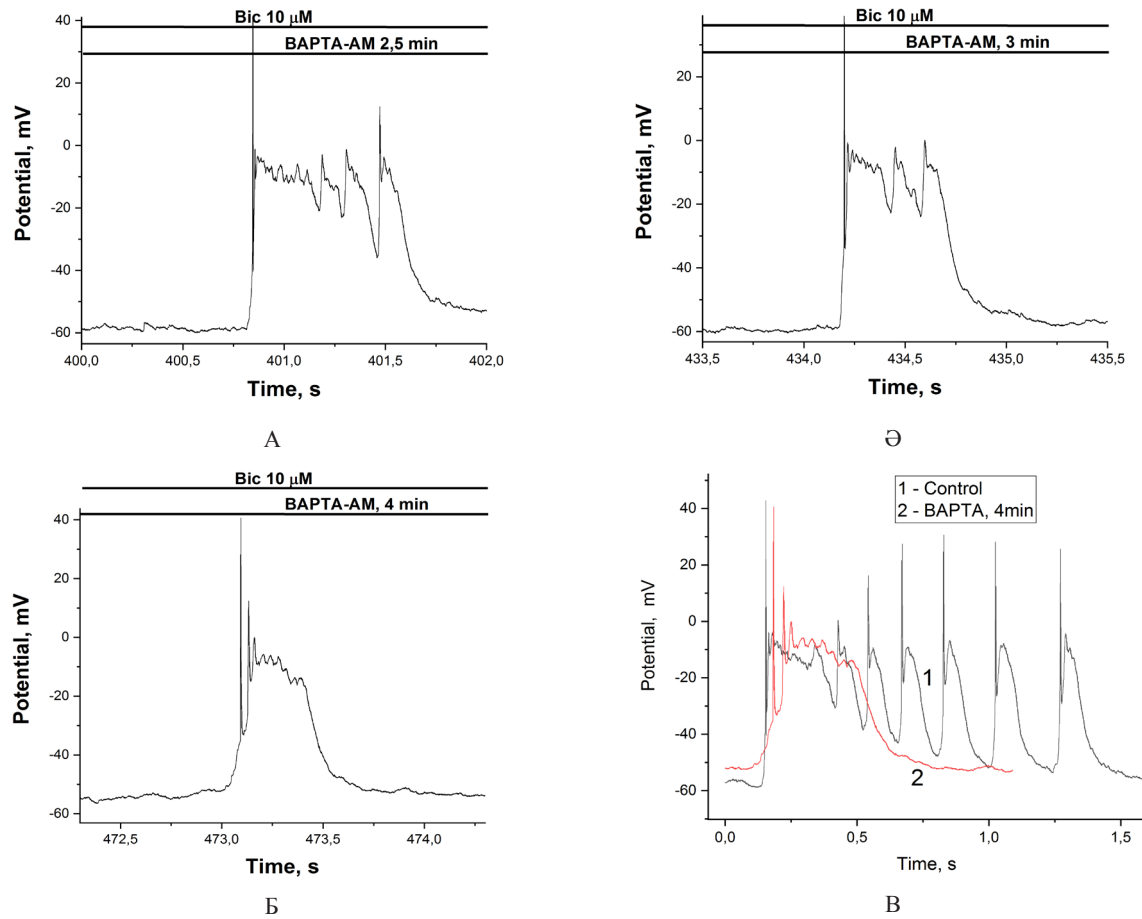 Bic 10 μM
BAPTA-AM 2,5 min
40
20
0
-20
-40
-60
Potential, mV
400,0 400,5 401,0 401,5 402,0
Time, s
А
Bic 10 μM
BAPTA-AM, 3 min
40
20
0
-20
-40
-60
Potential, mV
433,5 434,0 434,5 435,0 435,5
Time, s
Ә
Bic 10 μM
BAPTA-AM, 4 min
40
20
0
-20
-40
-60
Potential, mV
472,5 473,0 473,5 474,0
Time, s
Б
1 - Control
2 - BAPTA, 4min
40
20
0
-20
-40
-60
Potential, mV
1
2
0,0 0,5 1,0 1,5
Time, s
В